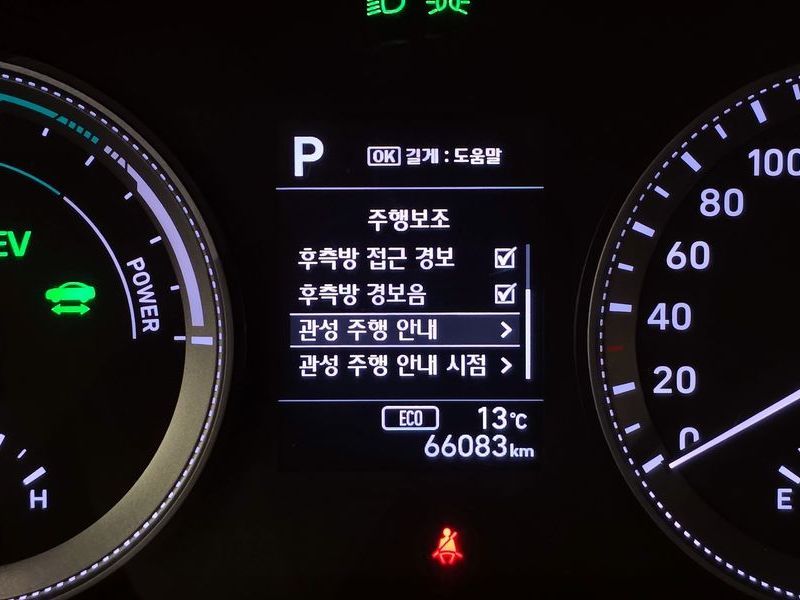 P OK 길게 : 도움말
주행보조
후측방 접근 경보
후측방 경보음
관성 주행 안내 >
관성 주행 안내 시점 >
ECO 13°C
66083km
EV
POWER
H
100
80
60
40
20
0
E